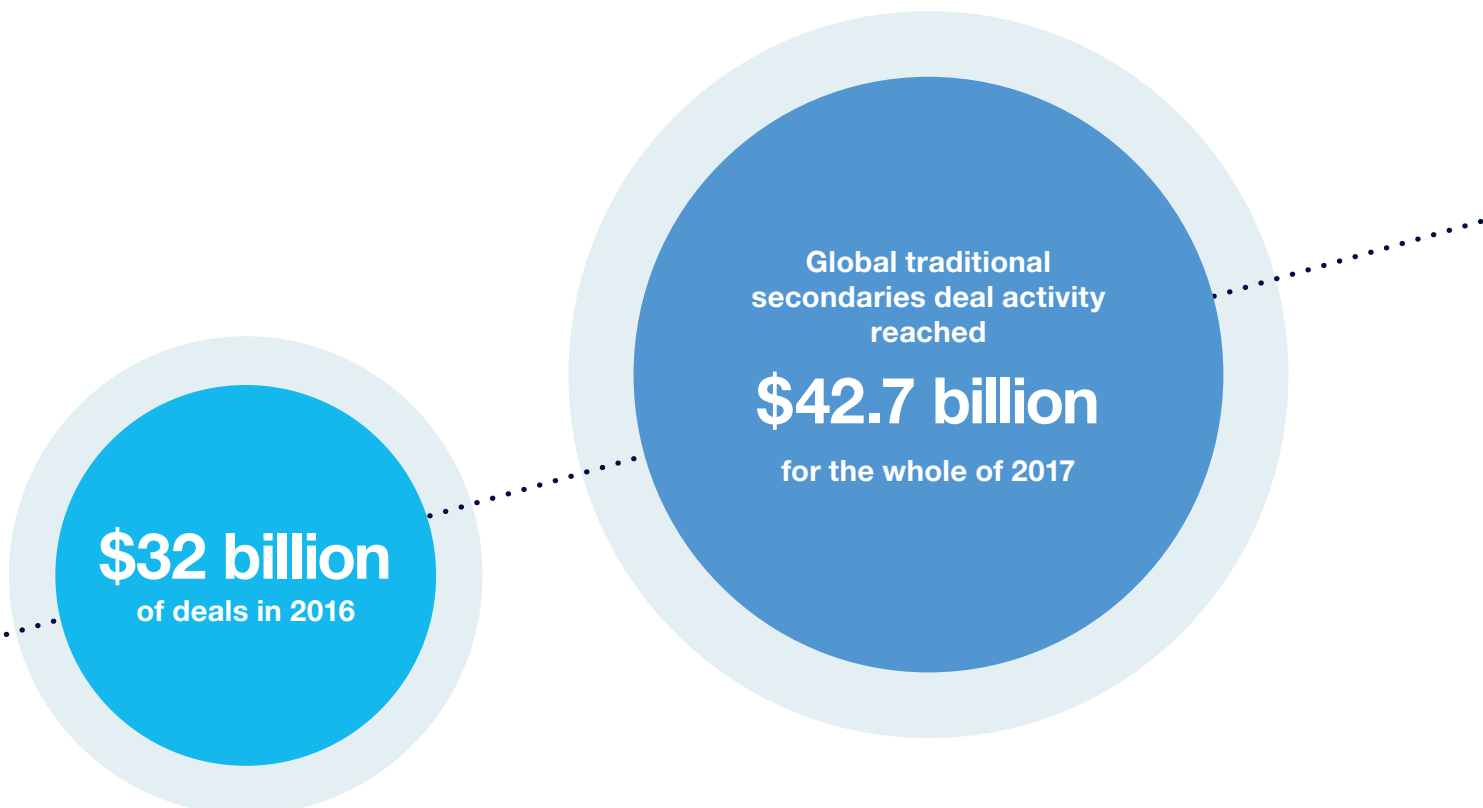 $32 billion
of deals in 2016
Global traditional
secondaries deal activity
reached
$42.7 billion
for the whole of 2017